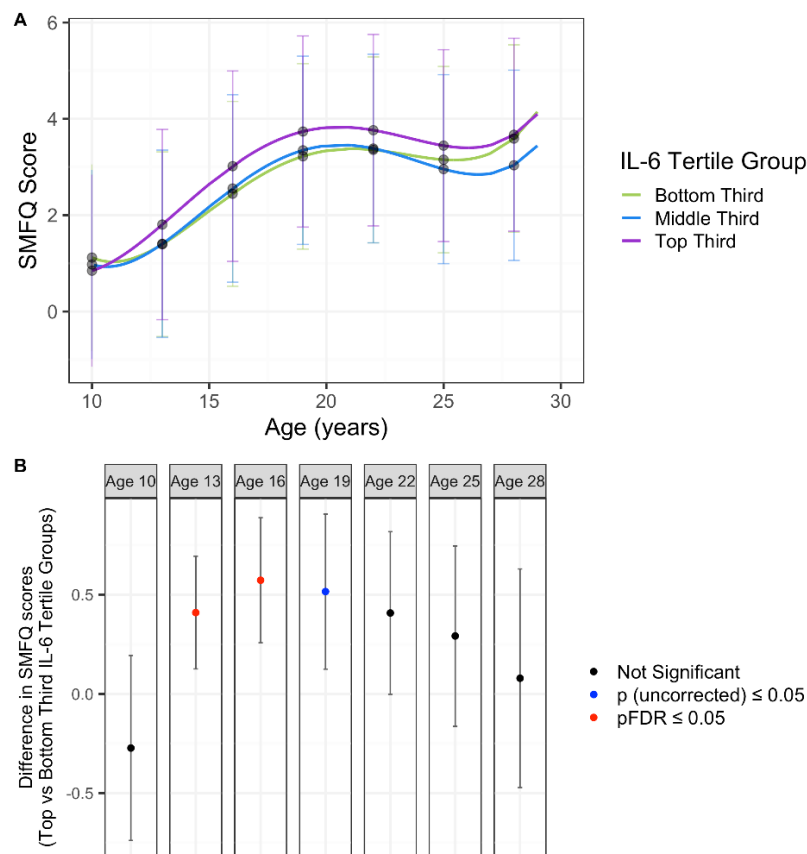 A
6
4
2
0
SMFQ Score
10 15 20 25 30
Age (years)
IL-6 Tertile Group
Bottom Third
Middle Third
Top Third
B
Age 10 Age 13 Age 16 Age 19 Age 22 Age 25 Age 28
Difference in SMFQ scores
(Top vs Bottom Third IL-6 Tertile Groups)
0.5
0.0
-0.5
Not Significant
p (uncorrected) ≤ 0.05
pFDR ≤ 0.05